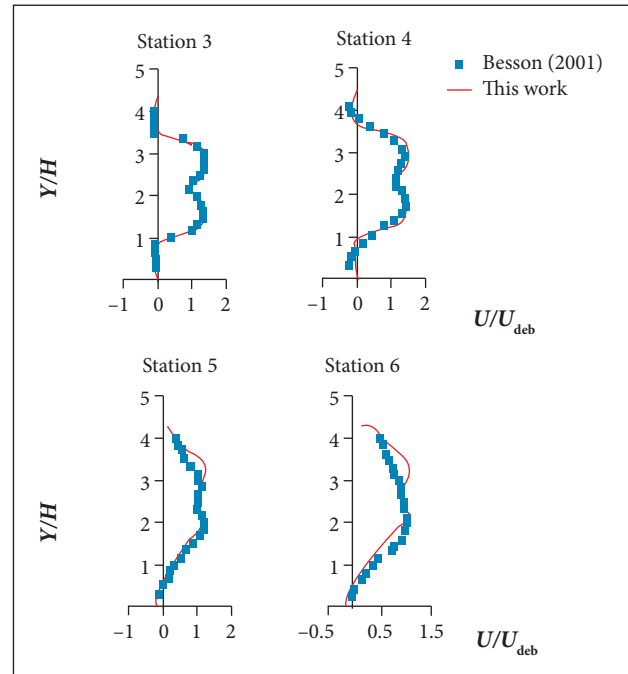 Station 3
Station 4
Besson (2001)
This work
Y/H
5
4
3
2
1
–1 0 1 2
5
4
3
2
1
–1 0 1 2
U/U_deb
Station 5
Station 6
Y/H
5
4
3
2
1
–1 0 1 2
5
4
3
2
1
–0.5 0.5 1.5
U/U_deb